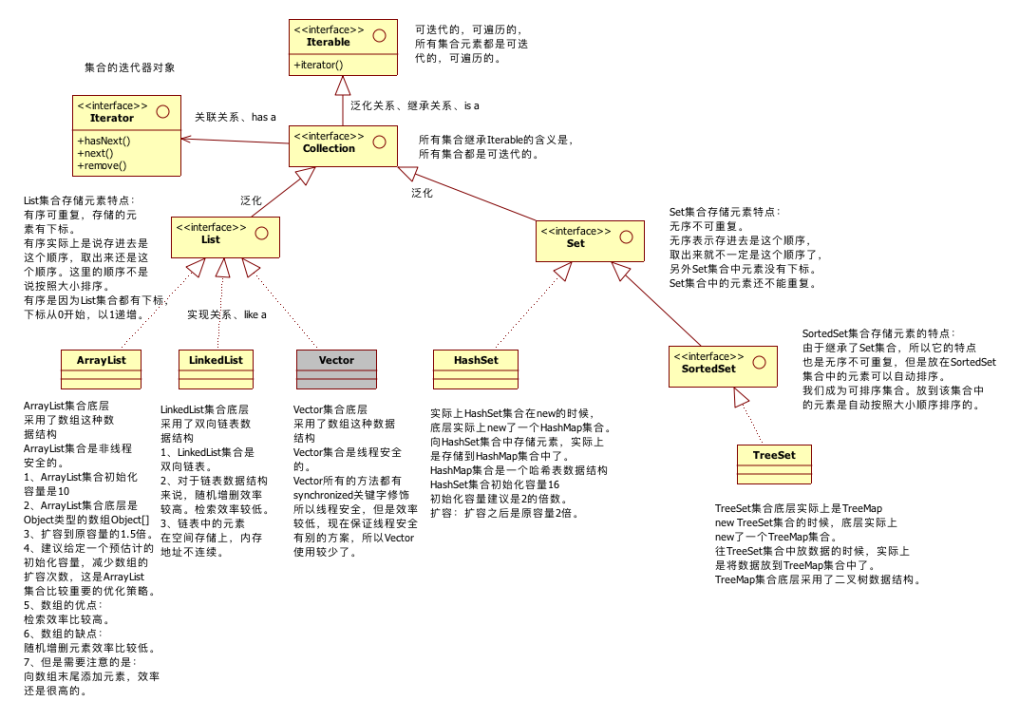 <<interface>>
Iterable
+iterator()
可迭代的，可遍历的，
所有集合元素都是可迭
代的，可遍历的。
集合的迭代器对象
泛化关系、继承关系、is a
<<interface>>
Iterator
+hasNext()
+next()
+remove()
关联关系、has a
<<interface>>
Collection
所有集合继承Iterable的含义是，
所有集合都是可迭代的。
泛化
泛化
List集合存储元素特点：
有序可重复，存储的元
素有下标。
有序实际上是说存进去是
这个顺序，取出来还是这
个顺序。这里的顺序不是
说按照大小排序。
有序是因为List集合都有下标，
下标从0开始，以1递增。
<<interface>>
List
<<interface>>
Set
Set集合存储元素特点：
无序不可重复。
无序表示存进去是这个顺序，
取出来就不一定是这个顺序了，
另外Set集合中元素没有下标。
Set集合中的元素还不能重复。
实现关系、like a
ArrayList
LinkedList
Vector
HashSet
<<interface>>
SortedSet
SortedSet集合存储元素的特点：
由于继承了Set集合，所以它的特点
也是无序不可重复，但是放在SortedSet
集合中的元素可以自动排序。
我们成为可排序集合。放到该集合中
的元素是自动按照大小顺序排序的。
ArrayList集合底层
采用了数组这种数
据结构
ArrayList集合是非线程
安全的。
1、ArrayList集合初始化
容量是10
2、ArrayList集合底层是
Object类型的数组Object[]
3、扩容到原容量的1.5倍。
4、建议给定一个预估计的
初始化容量，减少数组的
扩容次数，这是ArrayList
集合比较重要的优化策略。
5、数组的优点：
检索效率比较高。
6、数组的缺点：
随机增删元素效率比较低。
7、但是需要注意的是：
向数组末尾添加元素，效率
还是很高的。
LinkedList集合底层
采用了双向链表数
据结构
1、LinkedList集合是
双向链表。
2、对于链表数据结构
来说，随机增删效率
较高。检索效率较低。
3、链表中的元素
在空间存储上，内存
地址不连续。
Vector集合底层
采用了数组这种数据
结构
Vector集合是线程安全
的。
Vector所有的方法都有
synchronized关键字修饰
所以线程安全，但是效率
较低，现在保证线程安全
有别的方案，所以Vector
使用较少了。
实际上HashSet集合在new的时候，
底层实际上new了一个HashMap集合。
向HashSet集合中存储元素，实际上
是存储到HashMap集合中了。
HashMap集合是一个哈希表数据结构
HashSet集合初始化容量16
初始化容量建议是2的倍数。
扩容：扩容之后是原容量2倍。
TreeSet
TreeSet集合底层实际上是TreeMap
new TreeSet集合的时候，底层实际上
new了一个TreeMap集合。
往TreeSet集合中放数据的时候，实际上
是将数据放到TreeMap集合中了。
TreeMap集合底层采用了二叉树数据结构。